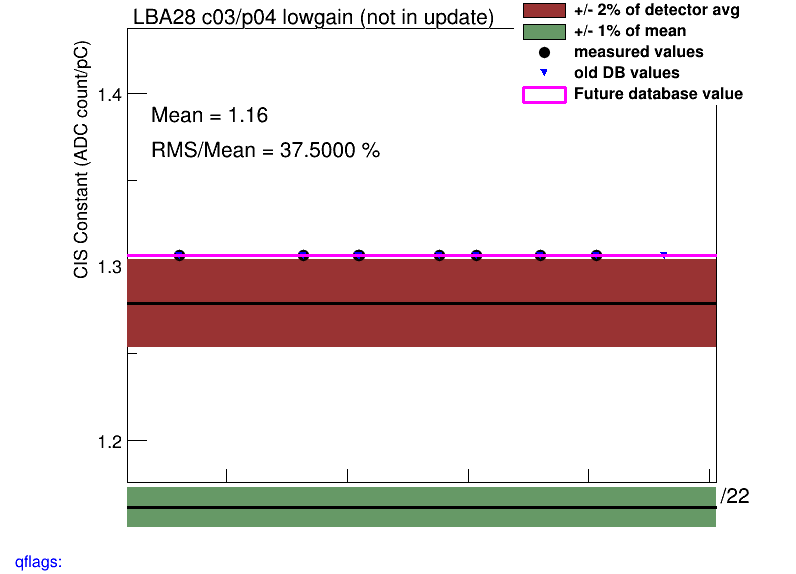 LBA28 c03/p04 lowgain (not in update)
+/- 2% of detector avg
+/- 1% of mean
measured values
old DB values
Future database value
CIS Constant (ADC count/pC)
Mean = 1.16
RMS/Mean = 37.5000 %
1.4
1.3
1.2
/22
qflags: